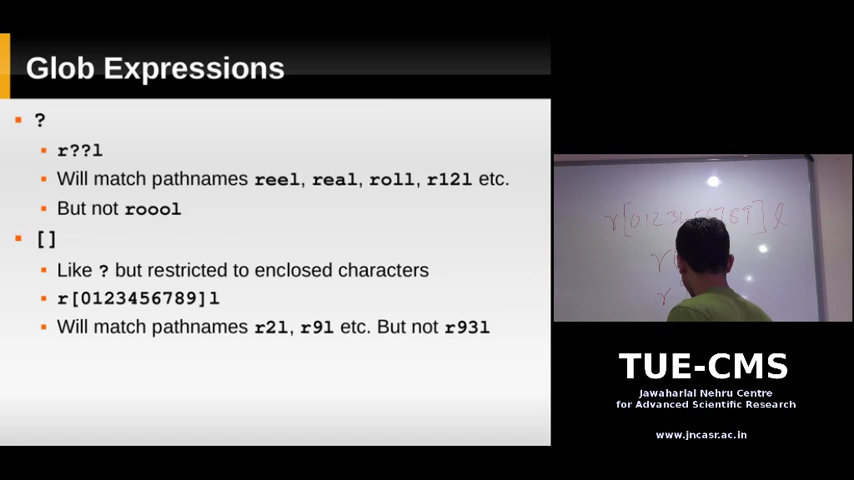 Glob Expressions
?
r??l
Will match pathnames reel, real, roll, r12l etc.
But not roool
[]
Like ? but restricted to enclosed characters
r[0123456789]l
Will match pathnames r2l, r9l etc. But not r93l
r[0123456789]l
r
r
TUE-CMS
Jawaharlal Nehru Centre
for Advanced Scientific Research
www.jncasr.ac.in